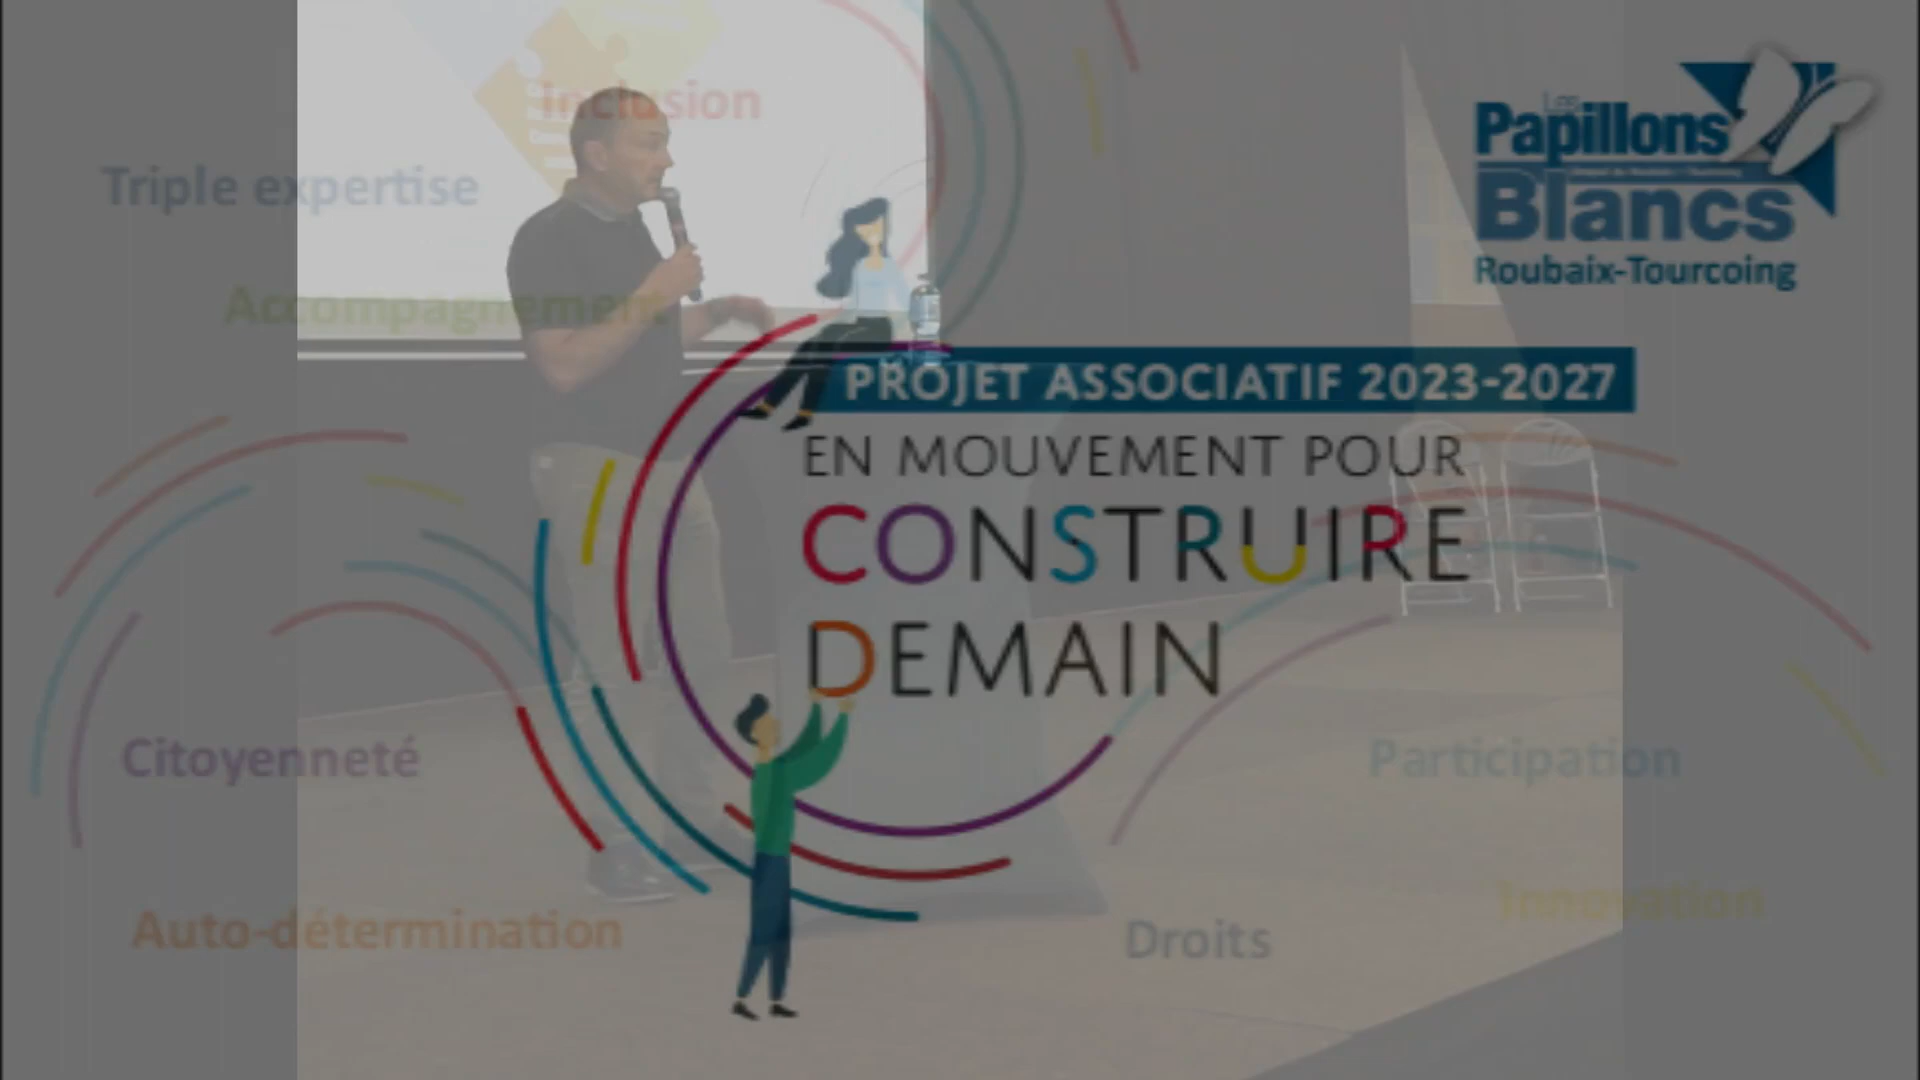 Inclusion
Triple expertise
Accompagnement
Les
Papillons
Blancs
Roubaix-Tourcoing
PROJET ASSOCIATIF 2023-2027
EN MOUVEMENT POUR
CONSTRUIRE
DEMAIN
Citoyenneté
Participation
Auto-détermination
Droits
Innovation